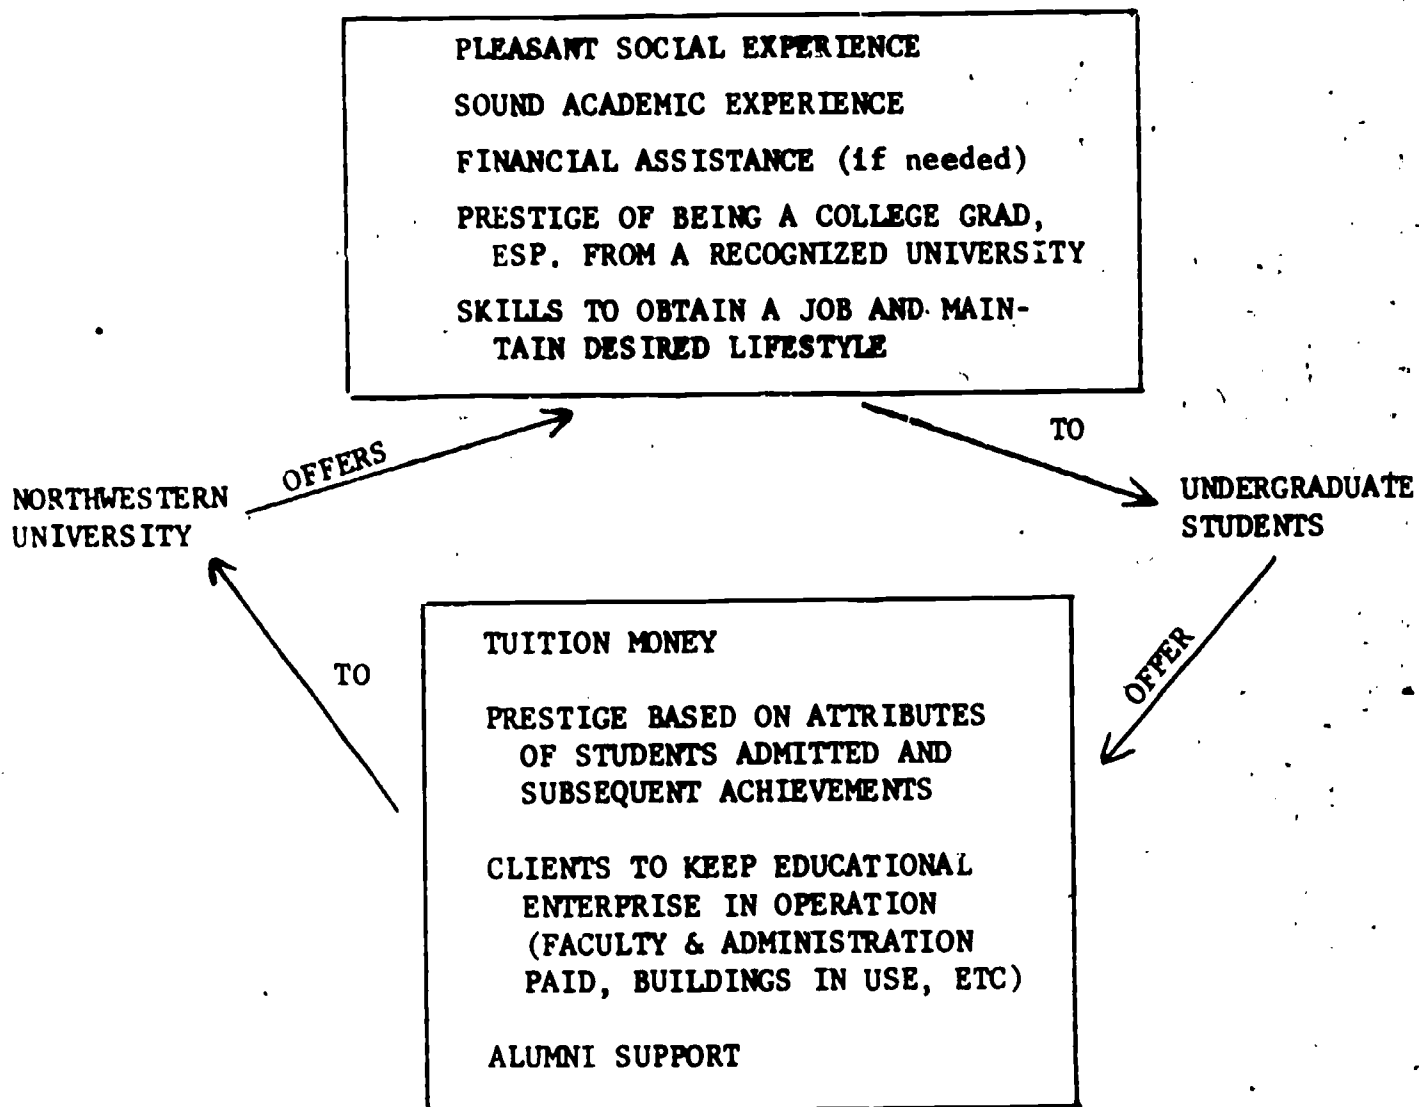 PLEASANT SOCIAL EXPERIENCE
SOUND ACADEMIC EXPERIENCE
FINANCIAL ASSISTANCE (if needed)
PRESTIGE OF BEING A COLLEGE GRAD,
ESP. FROM A RECOGNIZED UNIVERSITY
SKILLS TO OBTAIN A JOB AND MAIN-
TAIN DESIRED LIFESTYLE
OFFERS
TO
NORTHWESTERN
UNIVERSITY
UNDERGRADUATE
STUDENTS
TO
OFFER
TUITION MONEY
PRESTIGE BASED ON ATTRIBUTES
OF STUDENTS ADMITTED AND
SUBSEQUENT ACHIEVEMENTS
CLIENTS TO KEEP EDUCATIONAL
ENTERPRISE IN OPERATION
(FACULTY & ADMINISTRATION
PAID, BUILDINGS IN USE, ETC)
ALUMNI SUPPORT